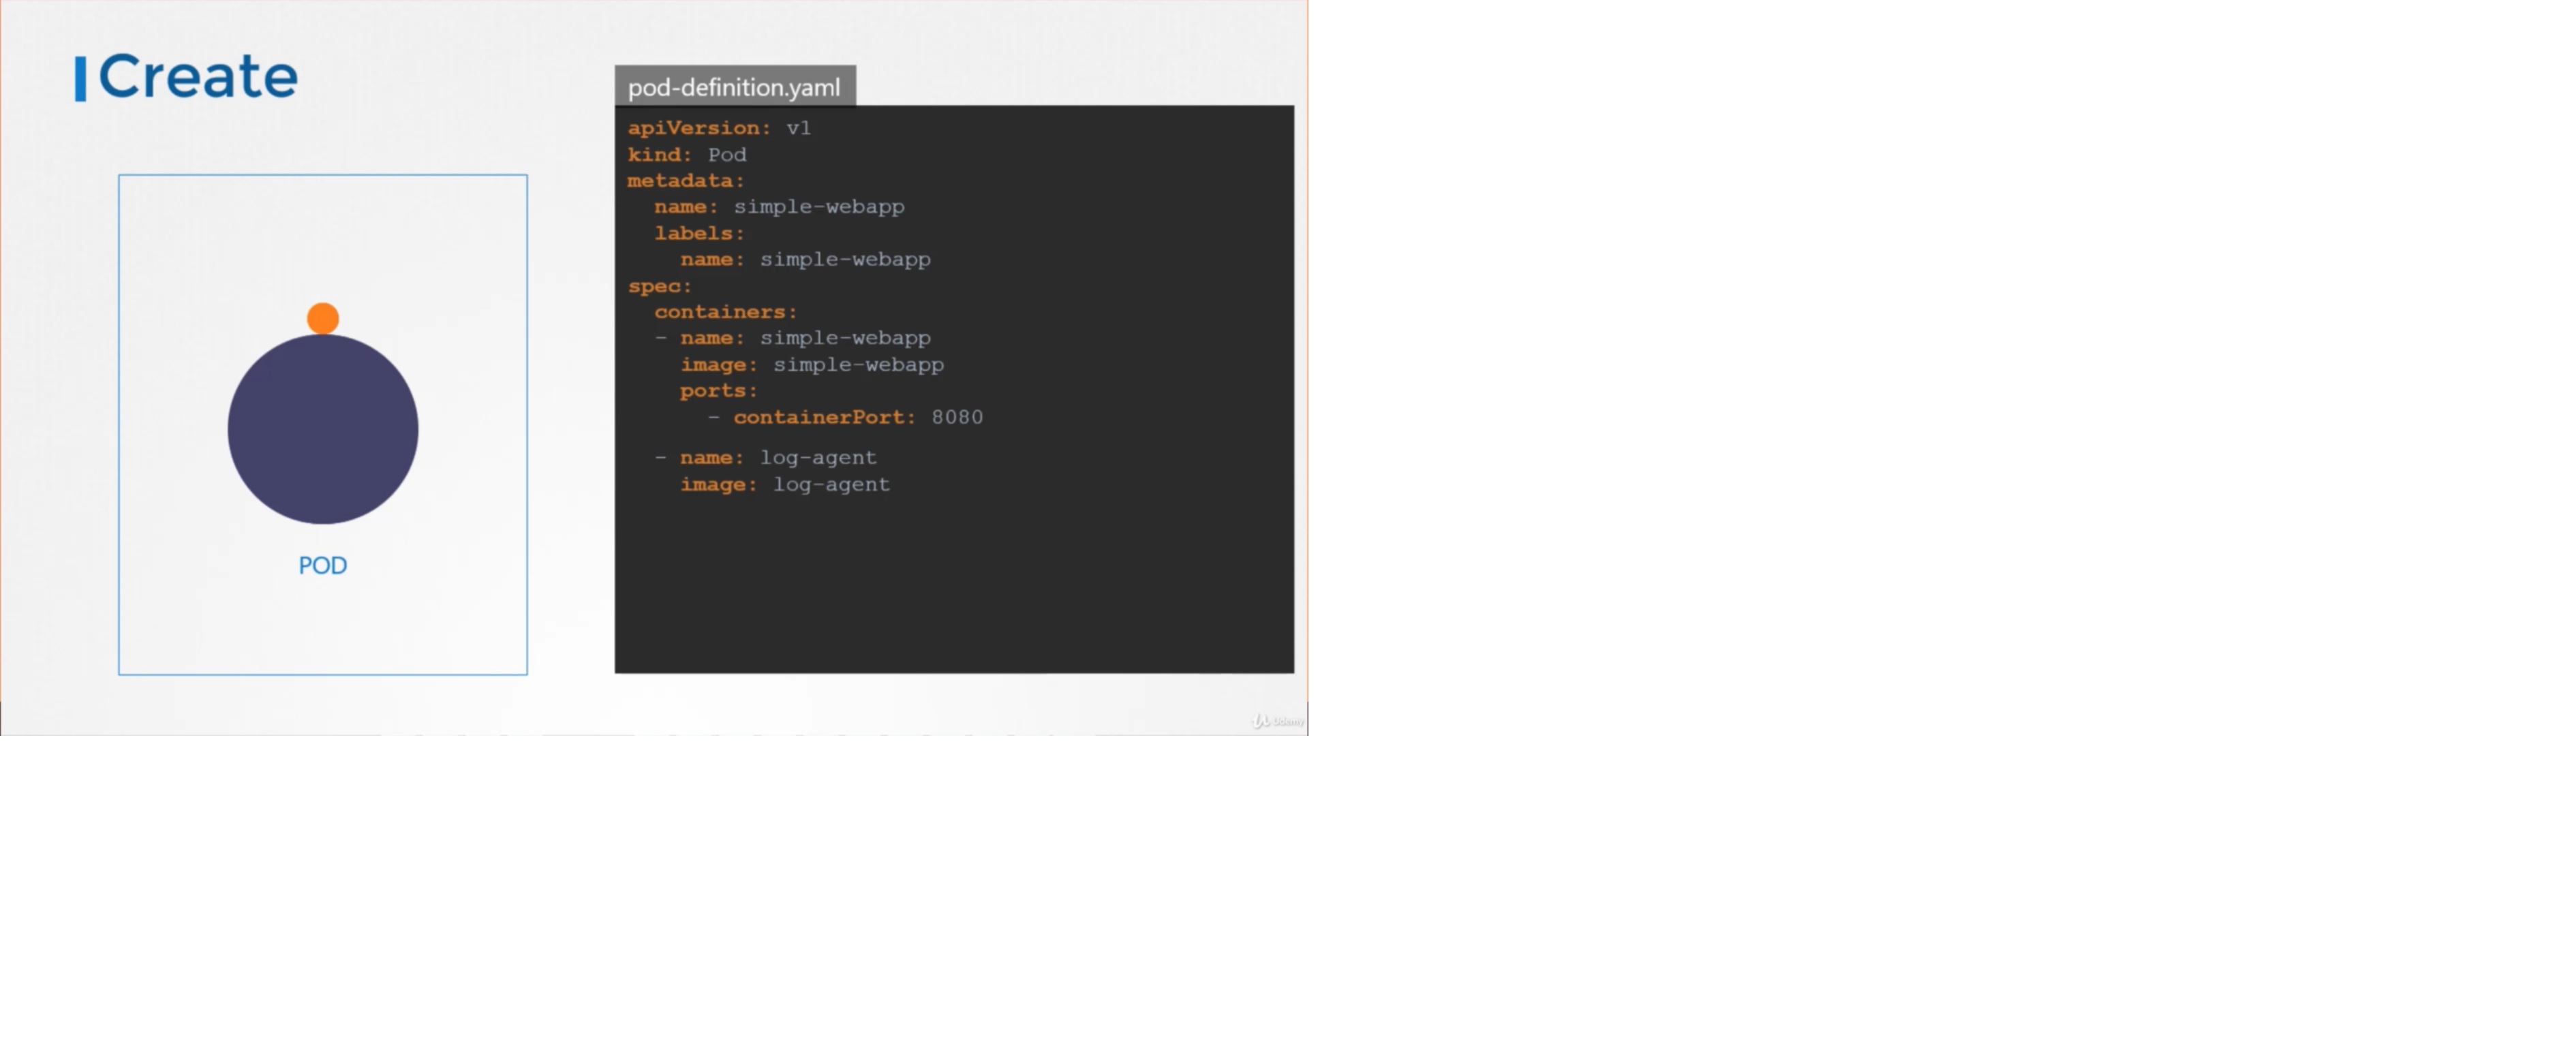 Create
pod-definition.yaml
apiVersion: v1
kind: Pod
metadata:
  name: simple-webapp
  labels:
    name: simple-webapp
spec:
  containers:
  - name: simple-webapp
    image: simple-webapp
    ports:
      - containerPort: 8080
  - name: log-agent
    image: log-agent
POD
Udemy